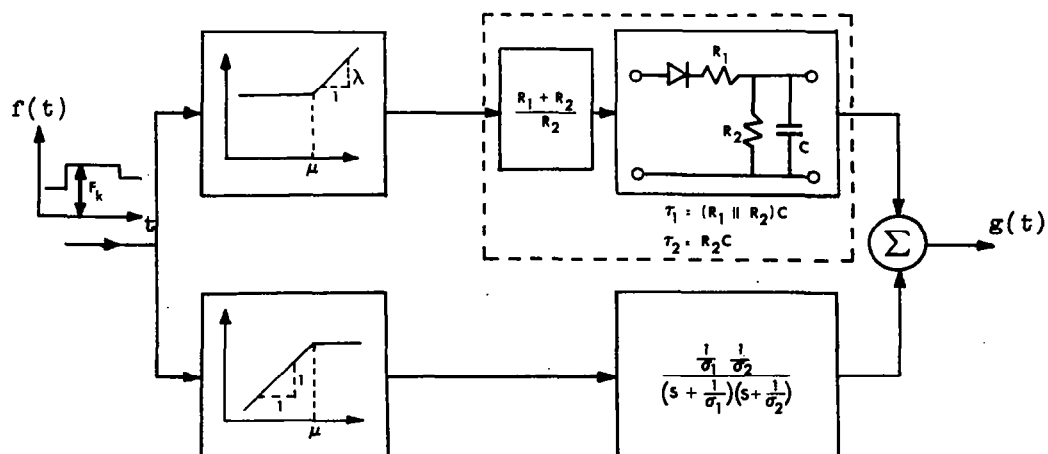 f(t)
F_k
t
λ
1
μ
R_1 + R_2
R_2
R_1
R_2
C
τ_1 = (R_1 || R_2)C
τ_2 = R_2C
Σ
g(t)
1
1
μ
1/σ_1 1/σ_2
(s + 1/σ_1)(s + 1/σ_2)